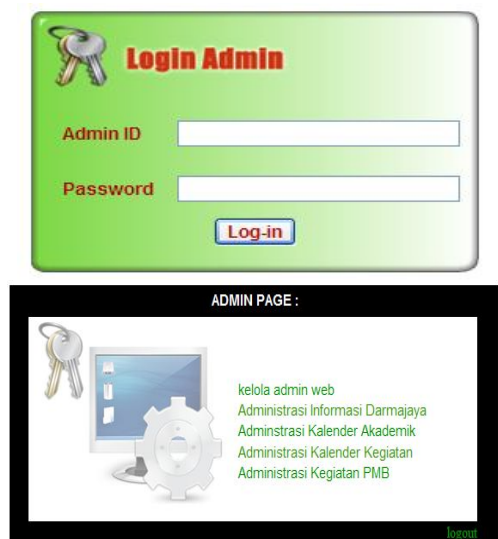 Login Admin
Admin ID
Password
Log-in
ADMIN PAGE :
kelola admin web
Administrasi Informasi Darmajaya
Adminstrasi Kalender Akademik
Administrasi Kalender Kegiatan
Administrasi Kegiatan PMB
logout